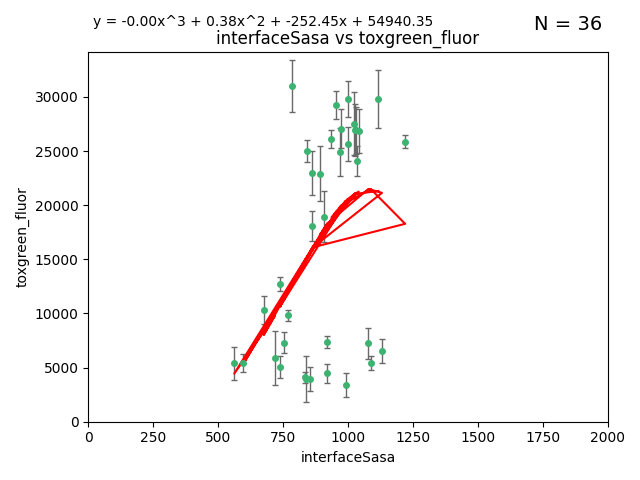 y = -0.00x^3 + 0.38x^2 + -252.45x + 54940.35
N = 36
interfaceSasa vs toxgreen_fluor
toxgreen_fluor
30000
25000
20000
15000
10000
5000
0
0 250 500 750 1000 1250 1500 1750 2000
interfaceSasa